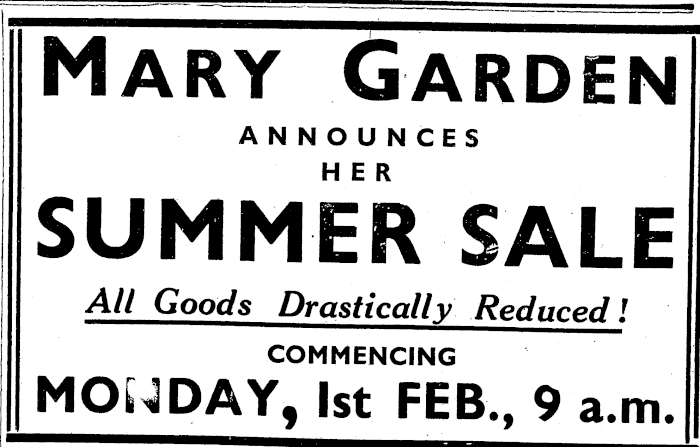 MARY GARDEN
ANNOUNCES
HER
SUMMER SALE
All Goods Drastically Reduced!
COMMENCING
MONDAY, 1st FEB., 9 a.m.